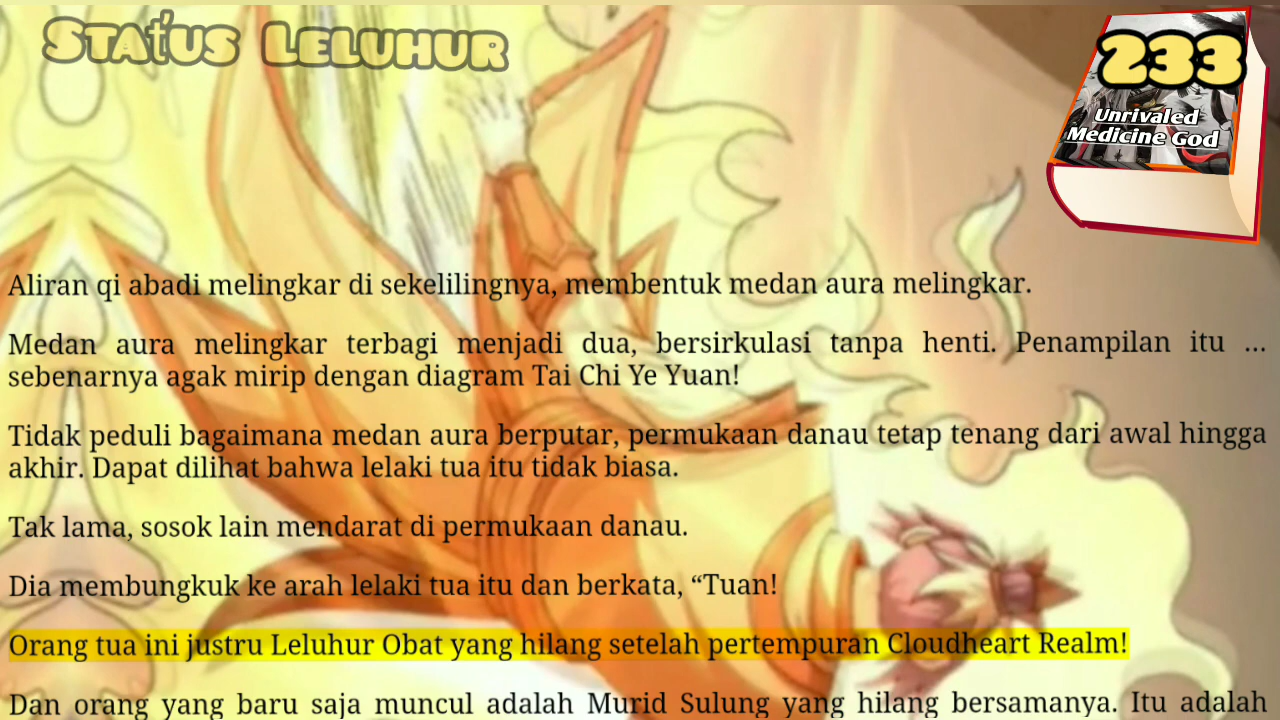 Status Leluhur
233
Unrivaled
Medicine God
Aliran qi abadi melingkar di sekelilingnya, membentuk medan aura melingkar.
Medan aura melingkar terbagi menjadi dua, bersirkulasi tanpa henti. Penampilan itu ...
sebenarnya agak mirip dengan diagram Tai Chi Ye Yuan!
Tidak peduli bagaimana medan aura berputar, permukaan danau tetap tenang dari awal hingga
akhir. Dapat dilihat bahwa lelaki tua itu tidak biasa.
Tak lama, sosok lain mendarat di permukaan danau.
Dia membungkuk ke arah lelaki tua itu dan berkata, “Tuan!
Orang tua ini justru Leluhur Obat yang hilang setelah pertempuran Cloudheart Realm!
Dan orang yang baru saja muncul adalah Murid Sulung yang hilang bersamanya. Itu adalah